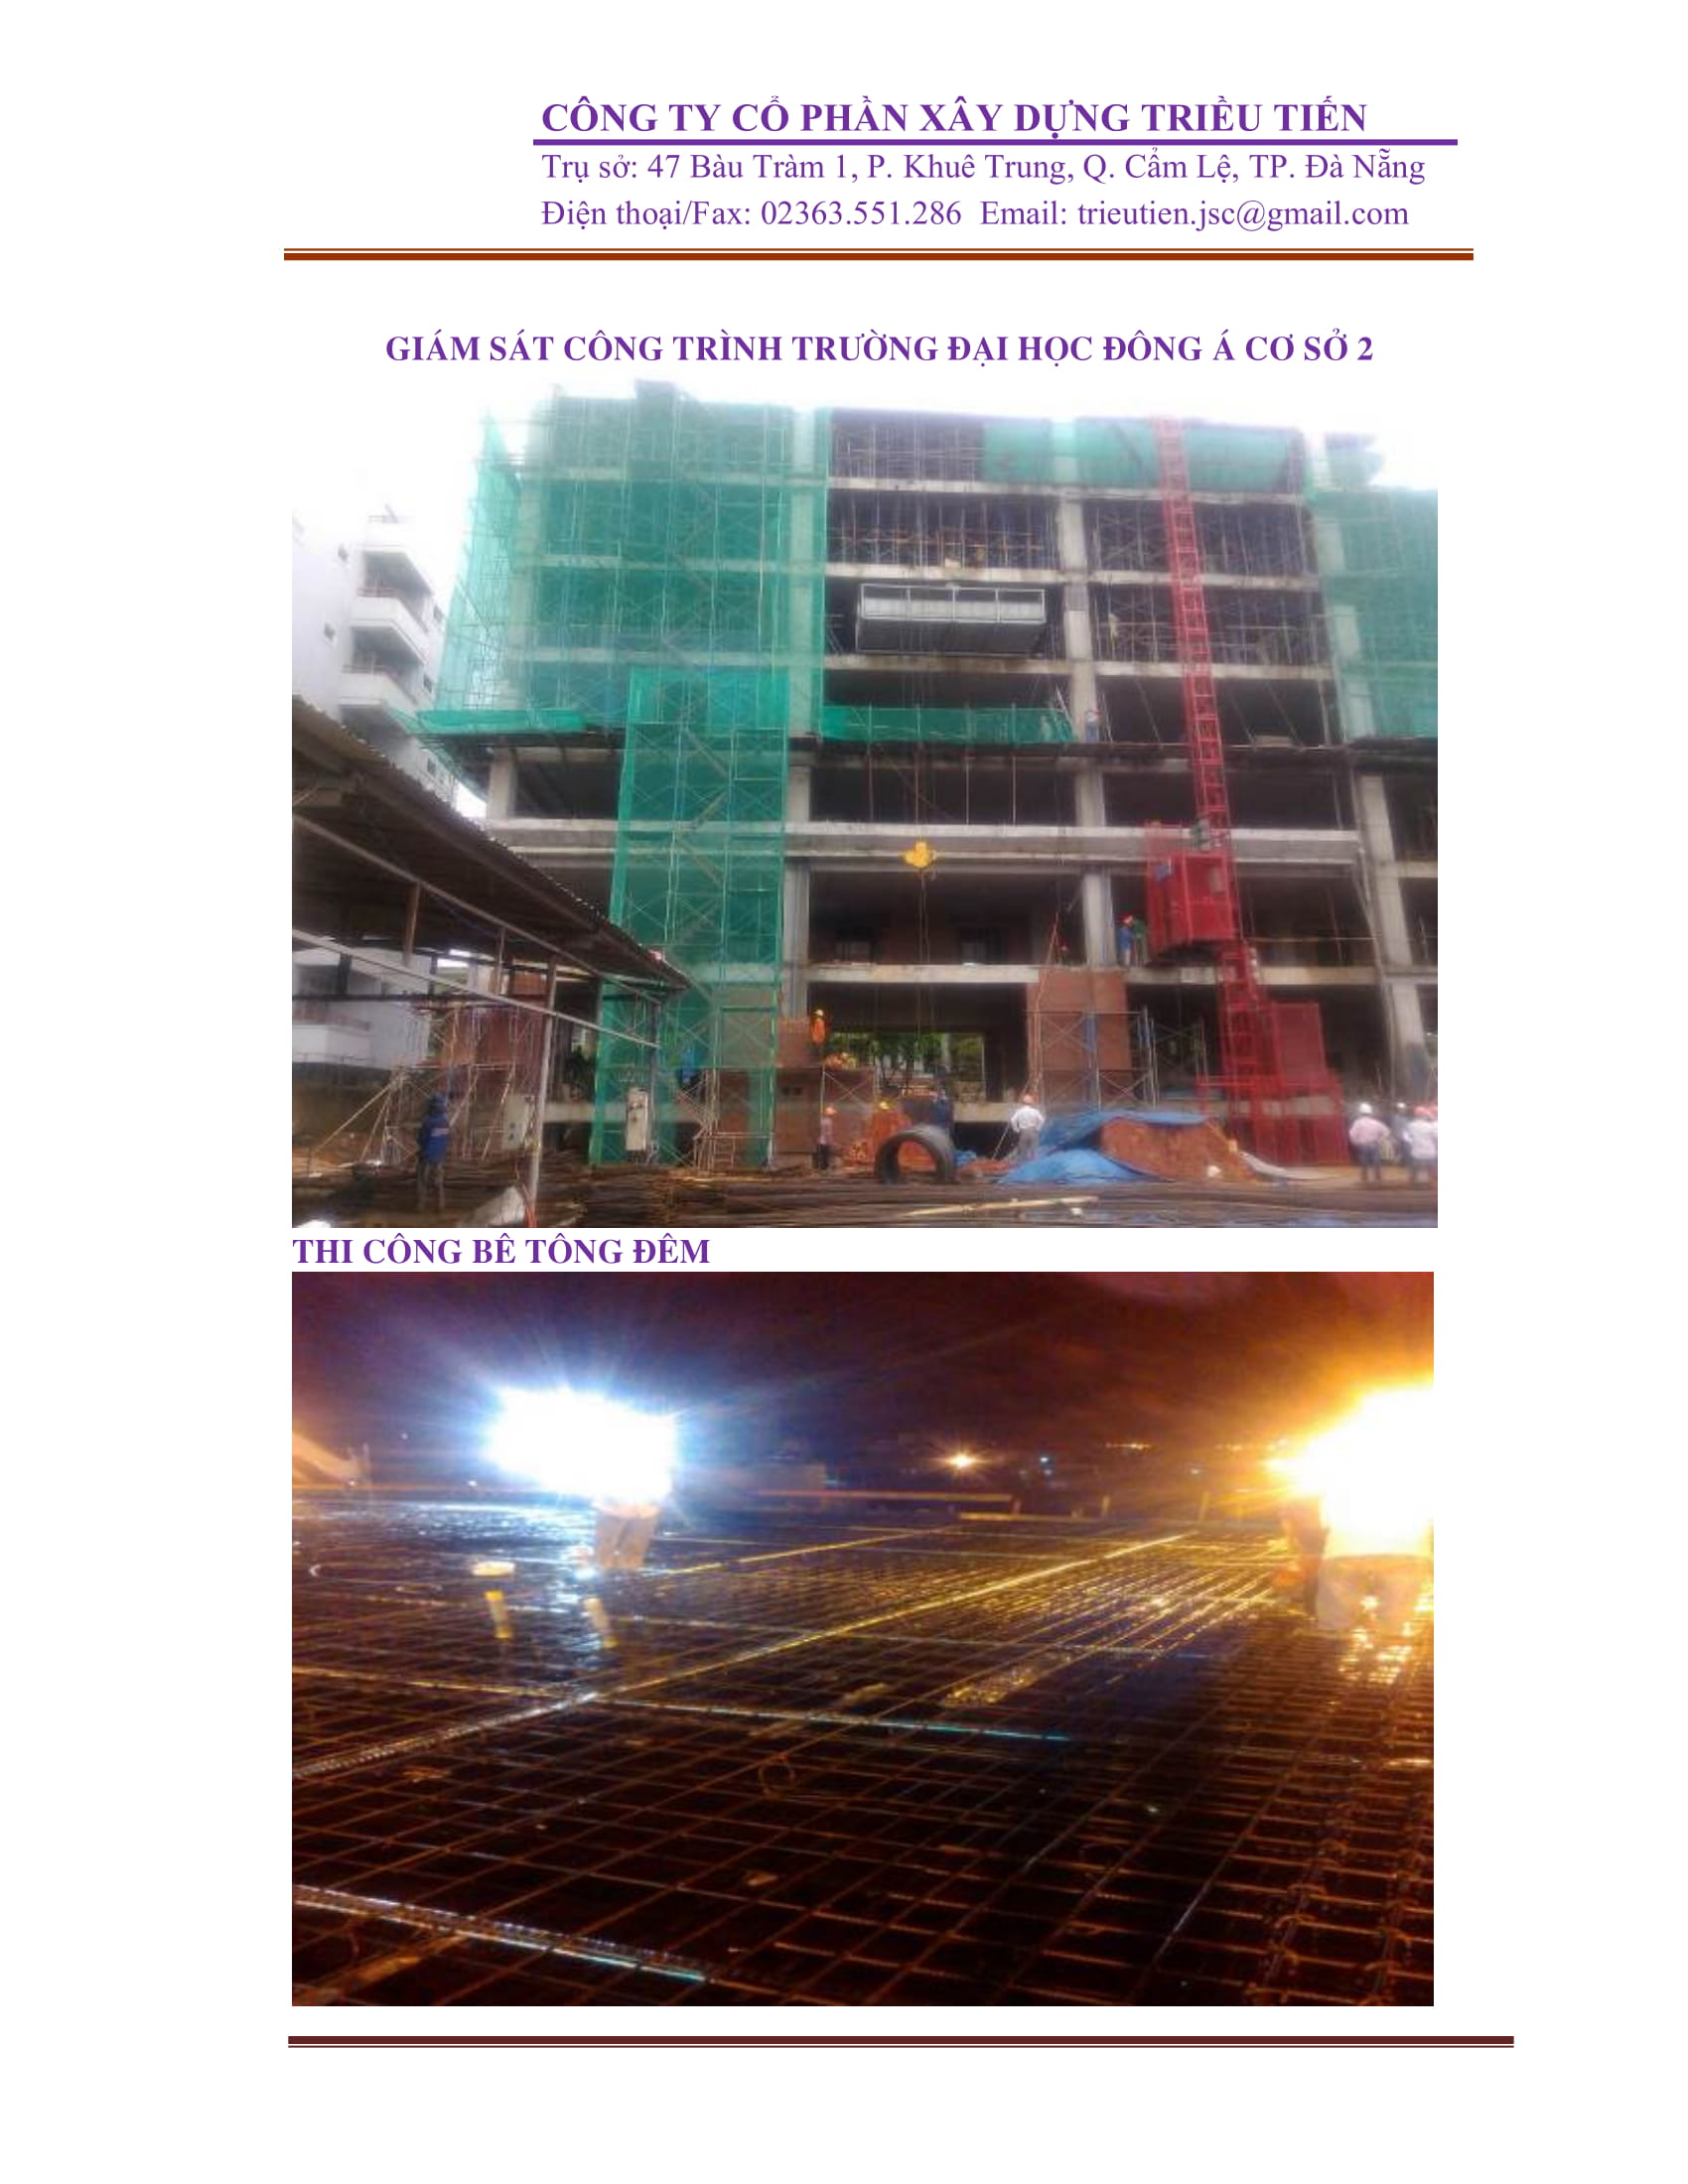 CÔNG TY CỔ PHẦN XÂY DỰNG TRIỀU TIẾN
Trụ sở: 47 Bàu Tràm 1, P. Khuê Trung, Q. Cẩm Lệ, TP. Đà Nẵng
Điện thoại/Fax: 02363.551.286 Email: trieutien.jsc@gmail.com
GIÁM SÁT CÔNG TRÌNH TRƯỜNG ĐẠI HỌC ĐÔNG Á CƠ SỞ 2
THI CÔNG BÊ TÔNG ĐÊM